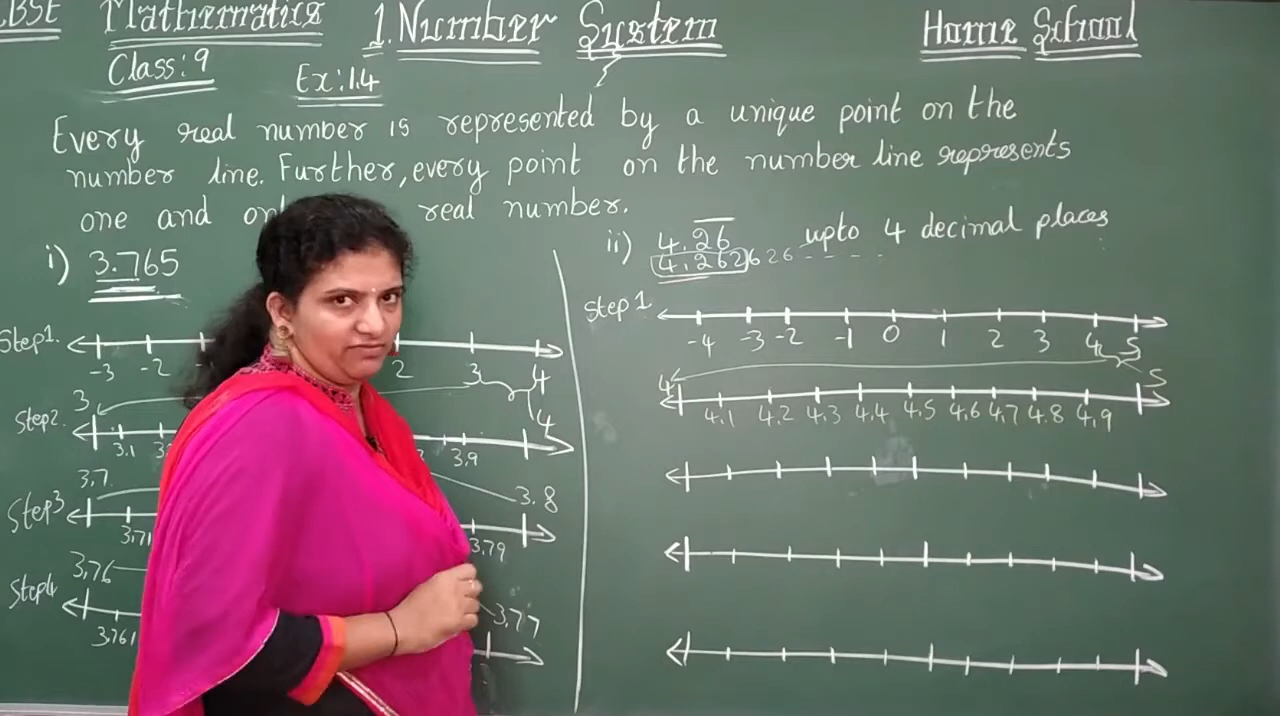 CBSE Mathematics 1. Number System Home School
Class: 9
Ex: 1.4
Every real number is represented by a unique point on the
number line. Further, every point on the number line represents
one and real number.
i) 3.765
Step1.
-3 -2 2 3 4
3 4
Step2.
3.1 3.9
3.7 3.8
Step3
3.71 3.79
3.76 3.77
Step4
3.761
ii) 4.26 upto 4 decimal places
4.262626 - - - -
Step 1
-4 -3 -2 -1 0 1 2 3 4 5
4 5
4.1 4.2 4.3 4.4 4.5 4.6 4.7 4.8 4.9